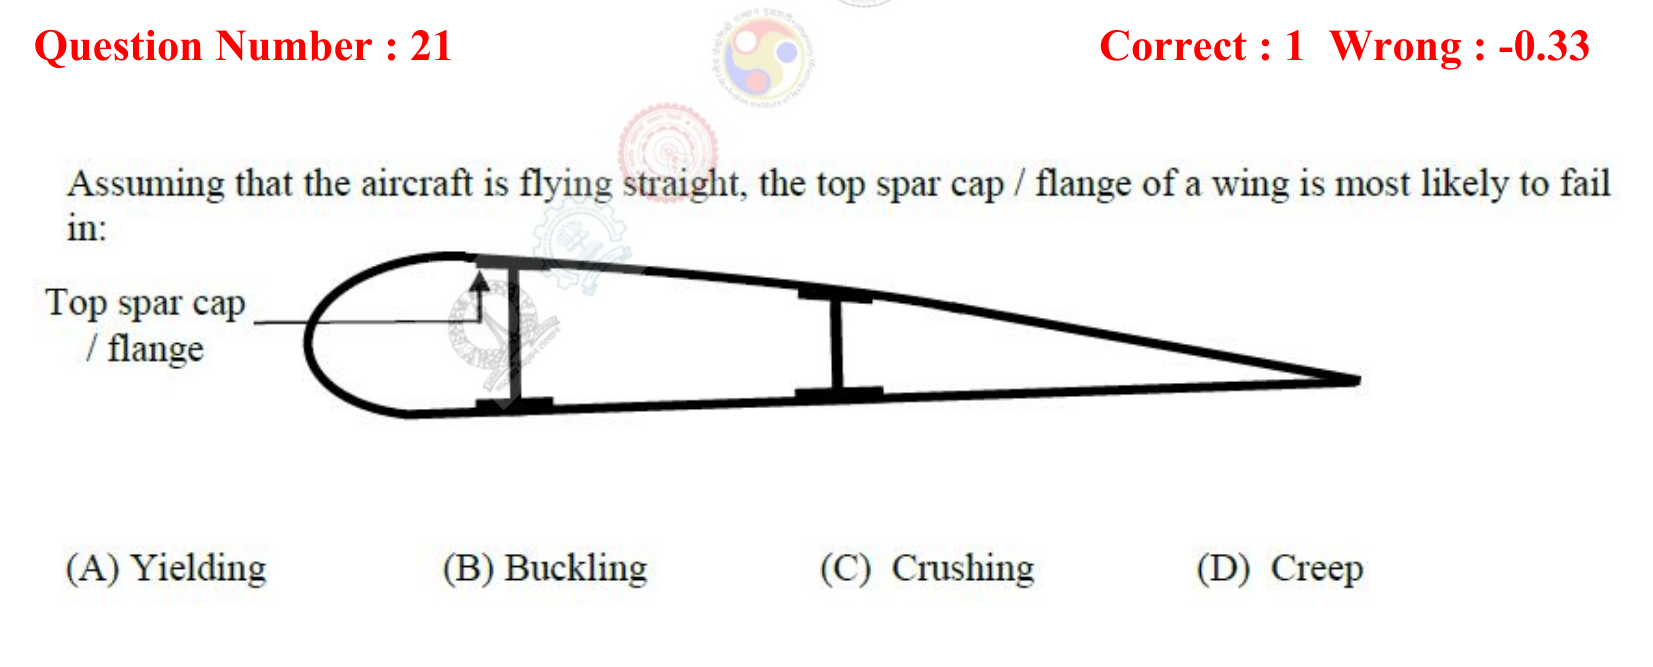 Question Number : 21 Correct : 1 Wrong : -0.33
Assuming that the aircraft is flying straight, the top spar cap / flange of a wing is most likely to fail
in:
Top spar cap
/ flange
(A) Yielding (B) Buckling (C) Crushing (D) Creep